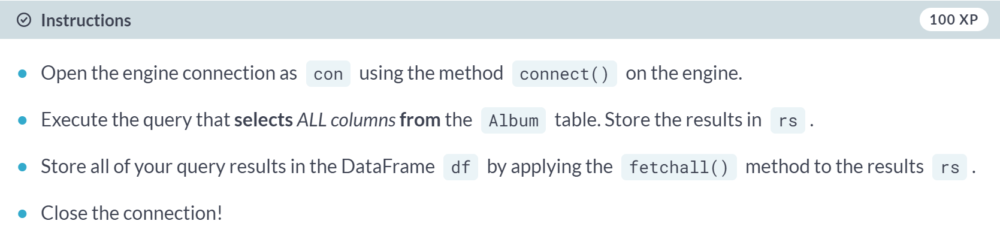 Instructions 100 XP
Open the engine connection as con using the method connect() on the engine.
Execute the query that selects ALL columns from the Album table. Store the results in rs .
Store all of your query results in the DataFrame df by applying the fetchall() method to the results rs .
Close the connection!